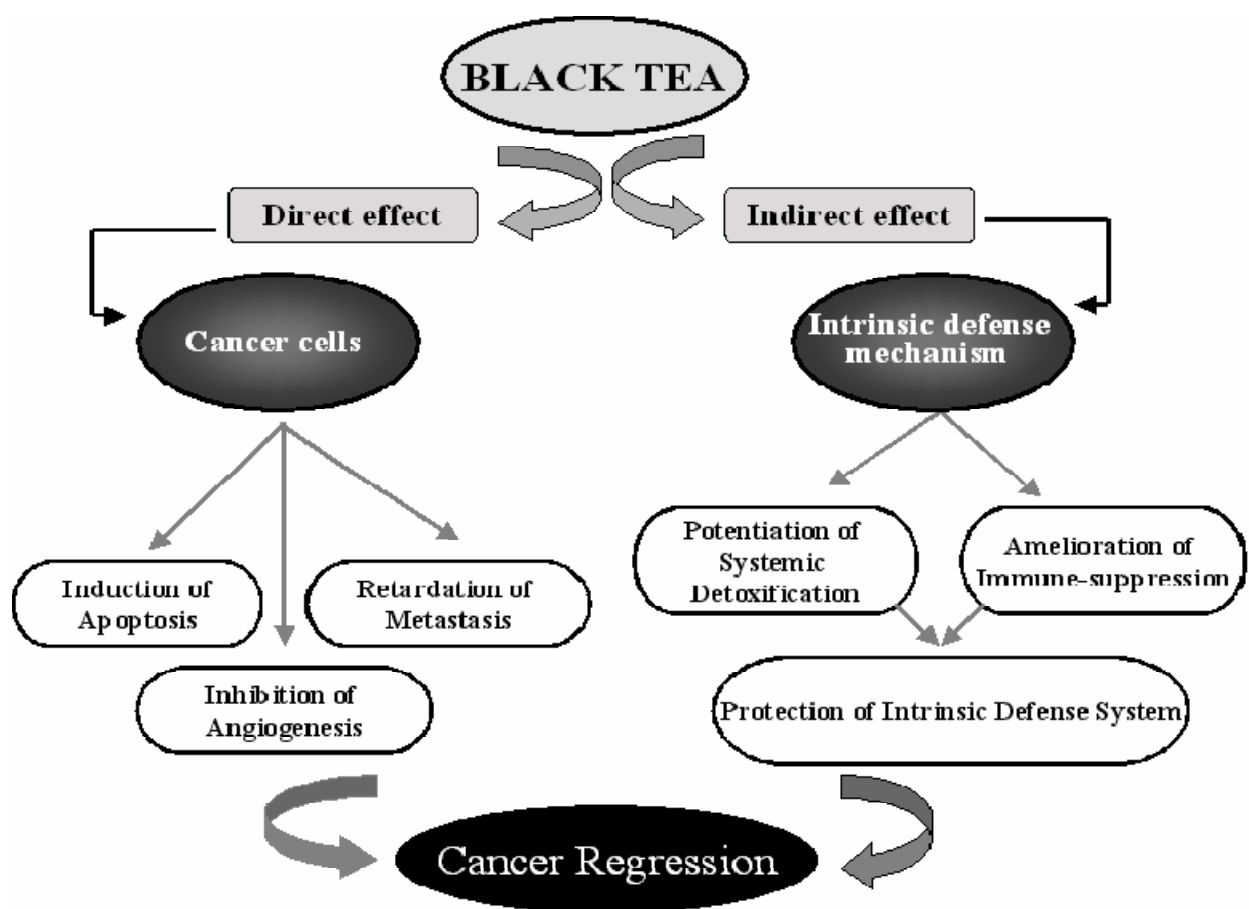 BLACK TEA
Direct effect
Indirect effect
Cancer cells
Intrinsic defense
mechanism
Induction of
Apoptosis
Retardation of
Metastasis
Inhibition of
Angiogenesis
Potentiation of
Systemic
Detoxification
Amelioration of
Immune-suppression
Protection of Intrinsic Defense System
Cancer Regression